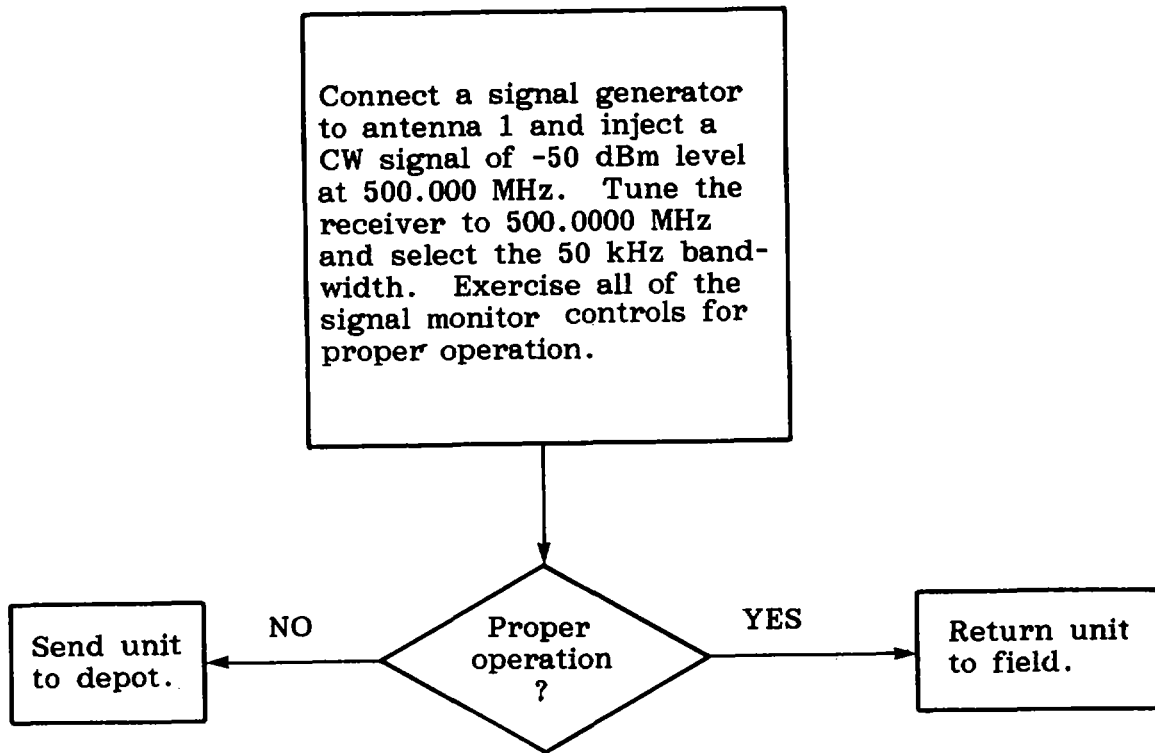 Connect a signal generator
to antenna 1 and inject a
CW signal of -50 dBm level
at 500.000 MHz. Tune the
receiver to 500.0000 MHz
and select the 50 kHz band-
width. Exercise all of the
signal monitor controls for
proper operation.
Send unit
to depot.
NO
Proper
operation
?
YES
Return unit
to field.